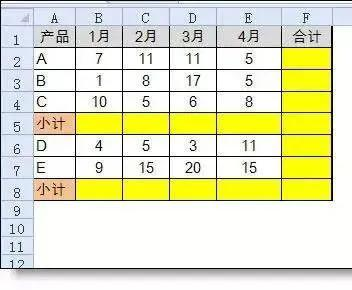 A B C D E F
1 产品 1月 2月 3月 4月 合计
2 A 7 11 11 5
3 B 1 8 17 5
4 C 10 5 6 8
5 小计
6 D 4 5 3 11
7 E 9 15 20 15
8 小计
9
10
11
12